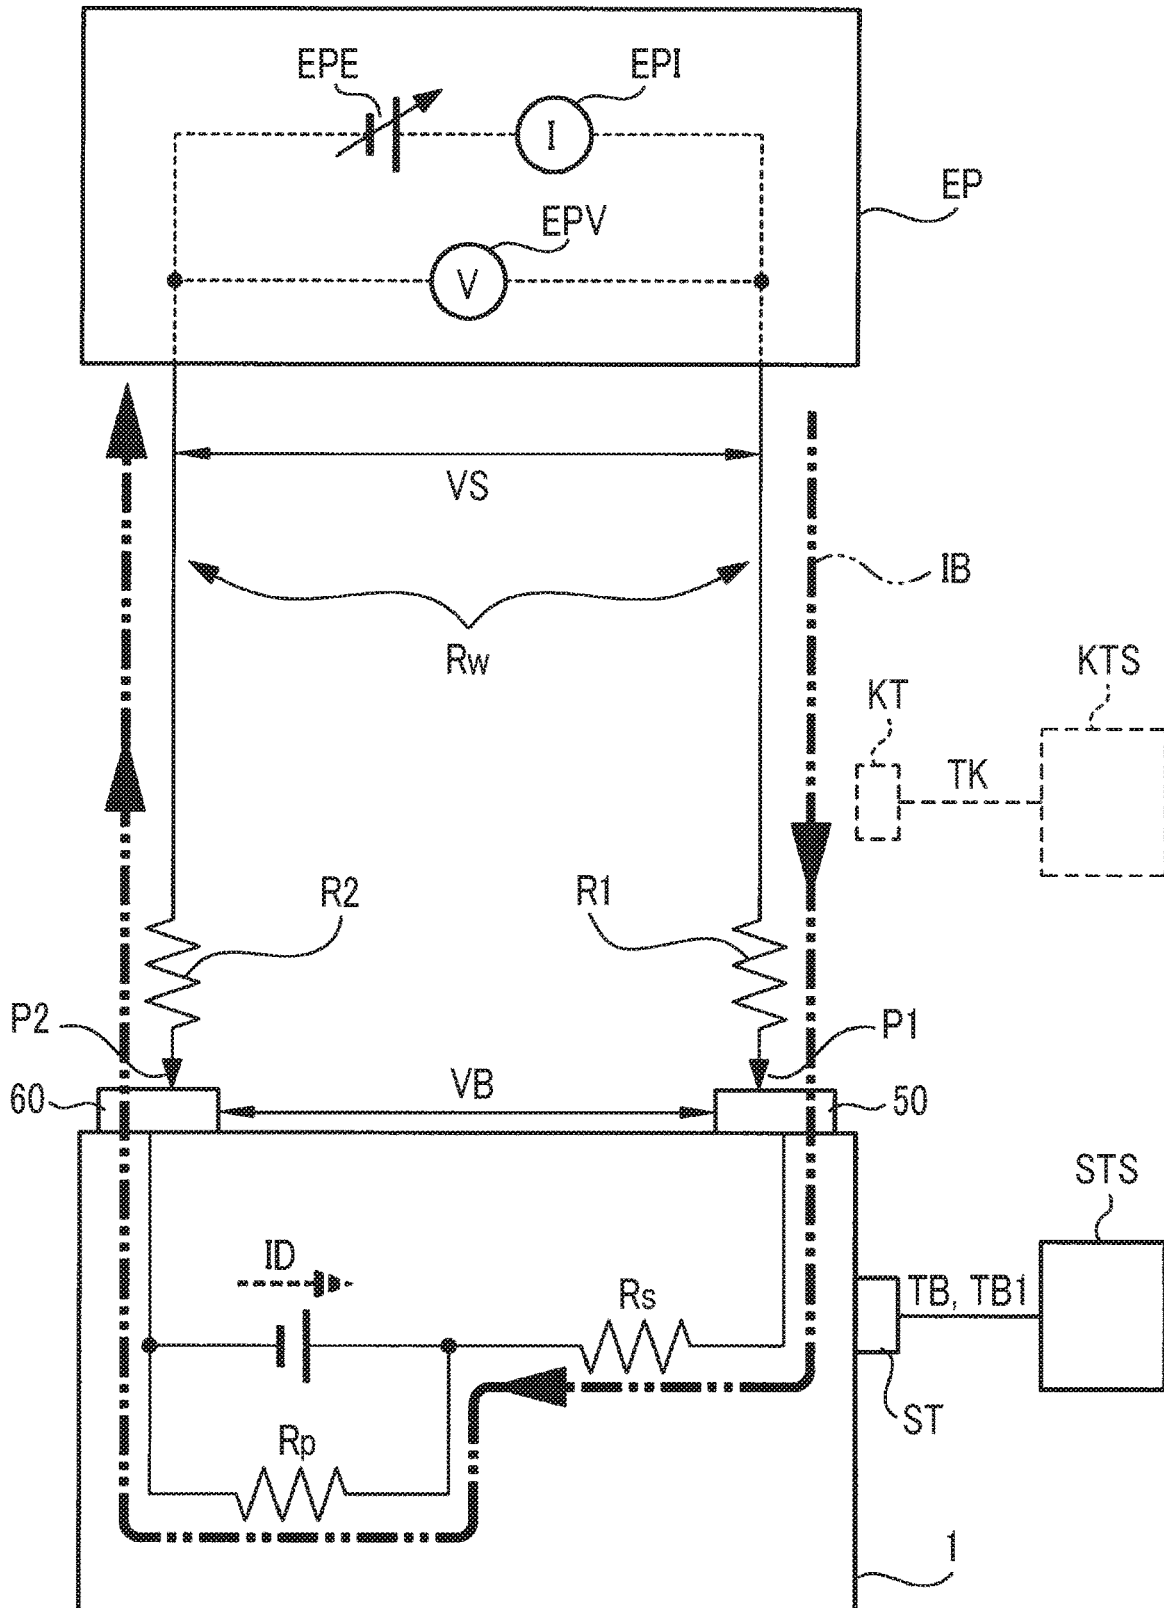 EPE
EPI
I
EP
EPV
V
VS
IB
Rw
KTS
KT
TK
R2
R1
P2
P1
60
VB
50
STS
ID
Rs
TB, TB1
ST
Rp
1